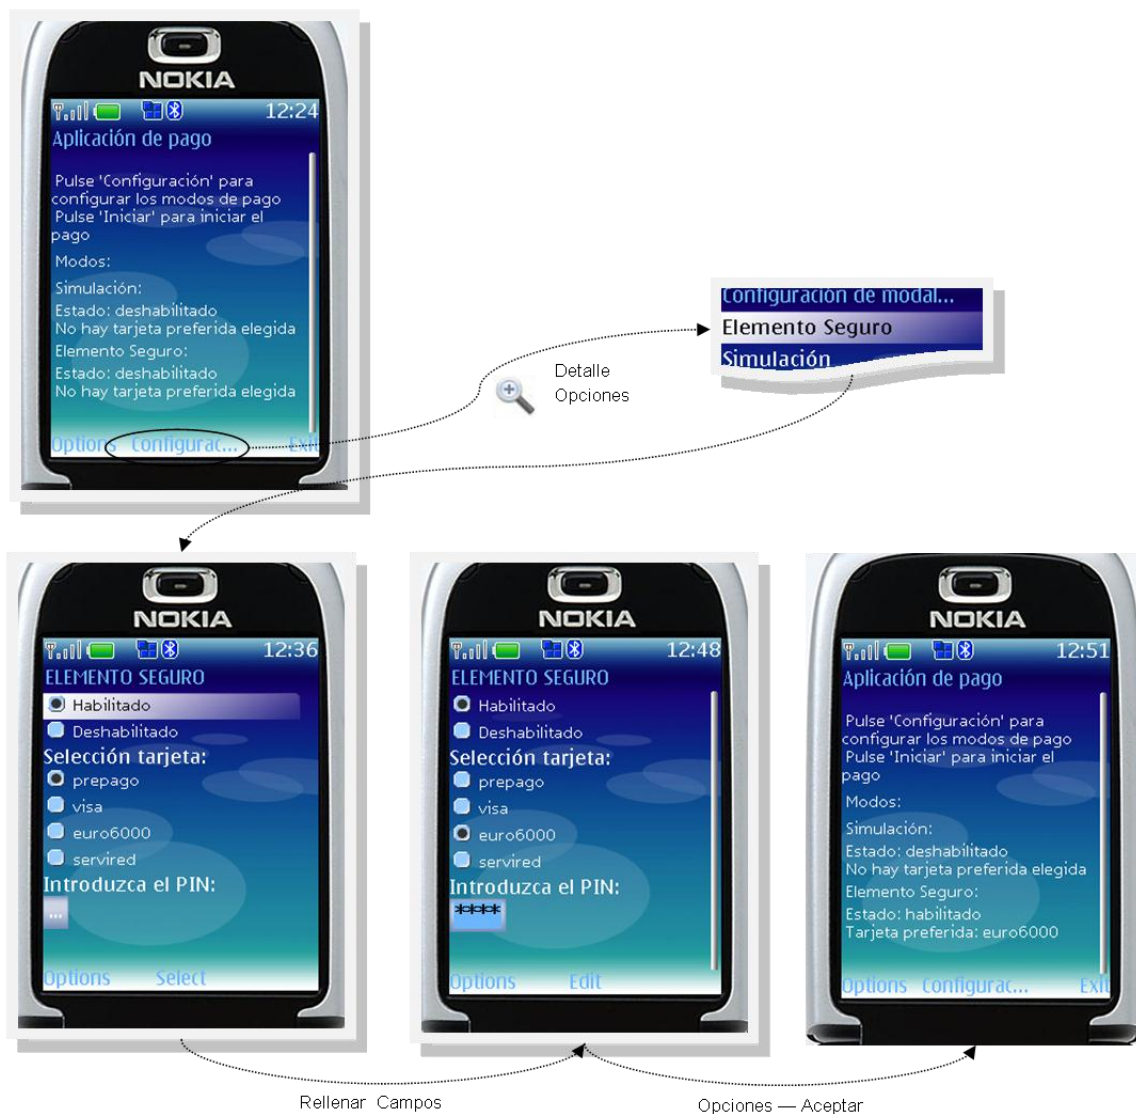 NOKIA
12:24
Aplicación de pago
Pulse 'Configuración' para
configurar los modos de pago
Pulse 'Iniciar' para iniciar el
pago
Modos:
Simulación:
Estado: deshabilitado
No hay tarjeta preferida elegida
Elemento Seguro:
Estado: deshabilitado
No hay tarjeta preferida elegida
Options Configurac... Exit
Configuración de modal...
Elemento Seguro
Simulación
Detalle
Opciones
NOKIA
12:36
ELEMENTO SEGURO
Habilitado
Deshabilitado
Selección tarjeta:
prepago
visa
euro6000
servired
Introduzca el PIN:
...
Options Select
NOKIA
12:48
ELEMENTO SEGURO
Habilitado
Deshabilitado
Selección tarjeta:
prepago
visa
euro6000
servired
Introduzca el PIN:
****
Options Edit
NOKIA
12:51
Aplicación de pago
Pulse 'Configuración' para
configurar los modos de pago
Pulse 'Iniciar' para iniciar el
pago
Modos:
Simulación:
Estado: deshabilitado
No hay tarjeta preferida elegida
Elemento Seguro:
Estado: habilitado
Tarjeta preferida: euro6000
Options Configurac... Exit
Rellenar Campos
Opciones — Aceptar